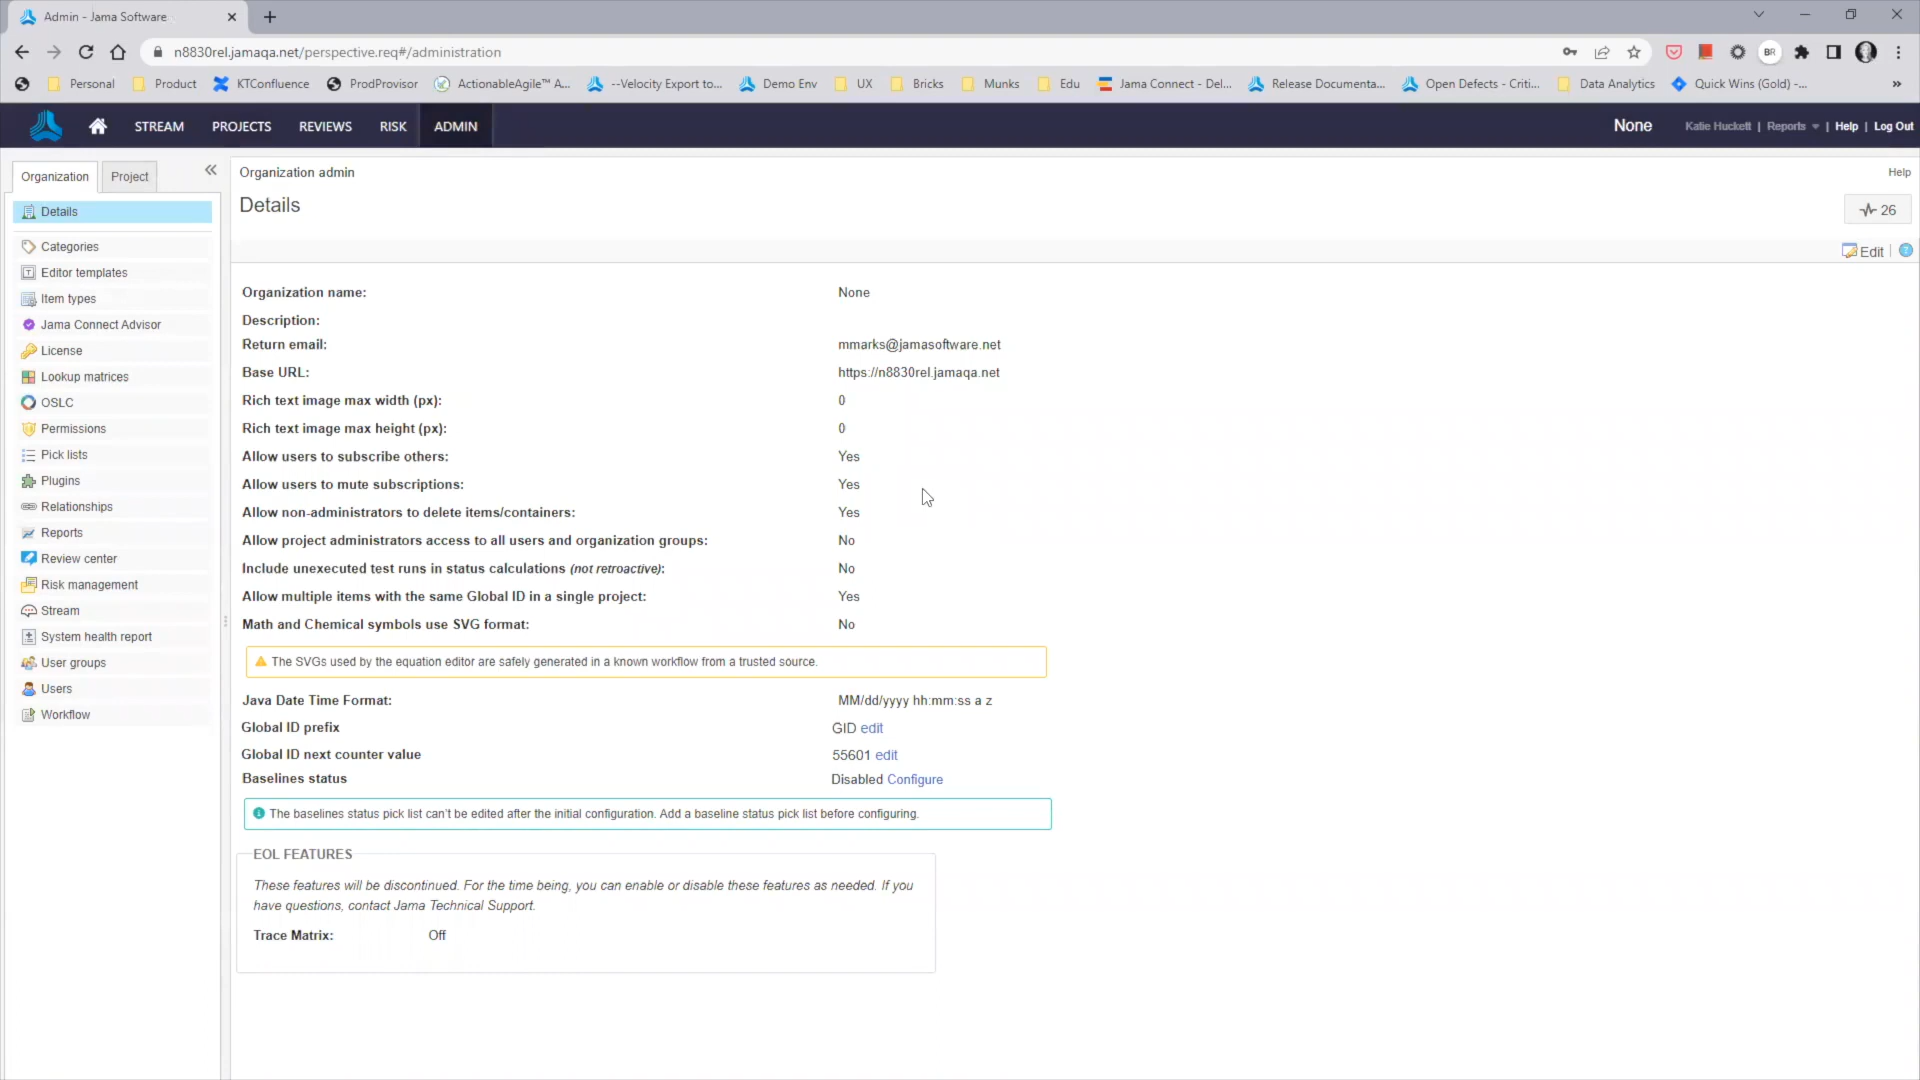 Admin - Jama Software
n8830rel.jamaqa.net/perspective.req#/administration
BR
Personal
Product
KTConfluence
ProdProvisor
ActionableAgile™ A...
--Velocity Export to...
Demo Env
UX
Bricks
Munks
Edu
Jama Connect - Del...
Release Documenta...
Open Defects - Criti...
Data Analytics
Quick Wins (Gold) -...
»
STREAM
PROJECTS
REVIEWS
RISK
ADMIN
None
Katie Huckett | Reports | Help | Log Out
Organization
Project
Details
Categories
Editor templates
Item types
Jama Connect Advisor
License
Lookup matrices
OSLC
Permissions
Pick lists
Plugins
Relationships
Reports
Review center
Risk management
Stream
System health report
User groups
Users
Workflow
Organization admin
Help
Details
26
Edit
Organization name: None
Description:
Return email: mmarks@jamasoftware.net
Base URL: https://n8830rel.jamaqa.net
Rich text image max width (px): 0
Rich text image max height (px): 0
Allow users to subscribe others: Yes
Allow users to mute subscriptions: Yes
Allow non-administrators to delete items/containers: Yes
Allow project administrators access to all users and organization groups: No
Include unexecuted test runs in status calculations (not retroactive): No
Allow multiple items with the same Global ID in a single project: Yes
Math and Chemical symbols use SVG format: No
The SVGs used by the equation editor are safely generated in a known workflow from a trusted source.
Java Date Time Format: MM/dd/yyyy hh:mm:ss a z
Global ID prefix GID edit
Global ID next counter value 55601 edit
Baselines status Disabled Configure
The baselines status pick list can't be edited after the initial configuration. Add a baseline status pick list before configuring.
EOL FEATURES
These features will be discontinued. For the time being, you can enable or disable these features as needed. If you
have questions, contact Jama Technical Support.
Trace Matrix: Off